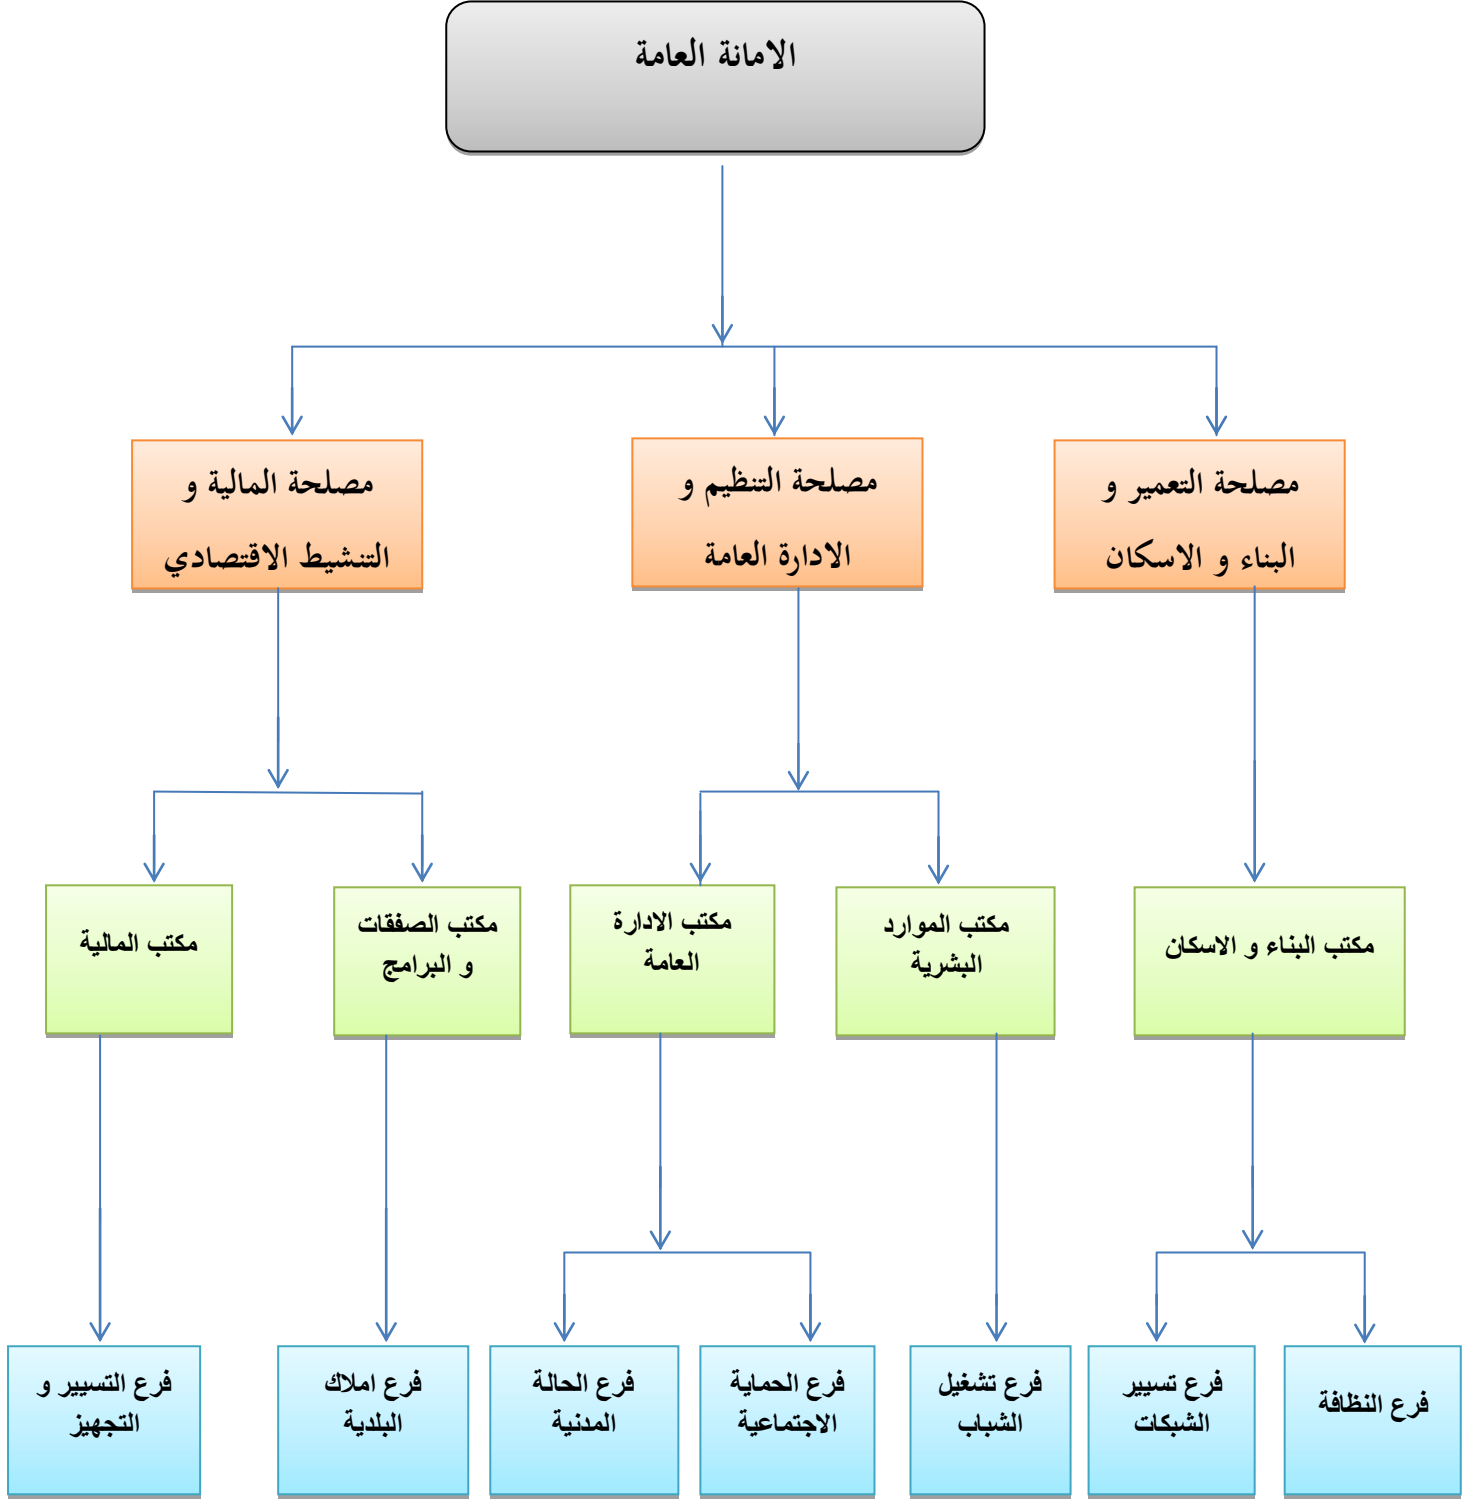 الامانة العامة
مصلحة التعمير و
البناء و الاسكان
مصلحة التنظيم و
الادارة العامة
مصلحة المالية و
التنشيط الاقتصادي
مكتب البناء و الاسكان
مكتب الموارد
البشرية
مكتب الادارة
العامة
مكتب الصفقات
و البرامج
مكتب المالية
فرع النظافة
فرع تسيير
الشبكات
فرع تشغيل
الشباب
فرع الحماية
الاجتماعية
فرع الحالة
المدنية
فرع املاك
البلدية
فرع التسيير و
التجهيز